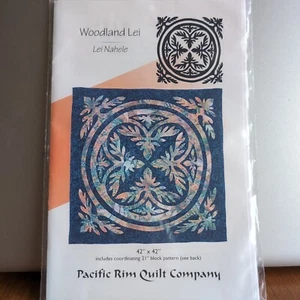 Woodland Lei
Lei Nahele
42" x 42"
includes coordinating 21" block pattern (see back)
Pacific Rim Quilt Company